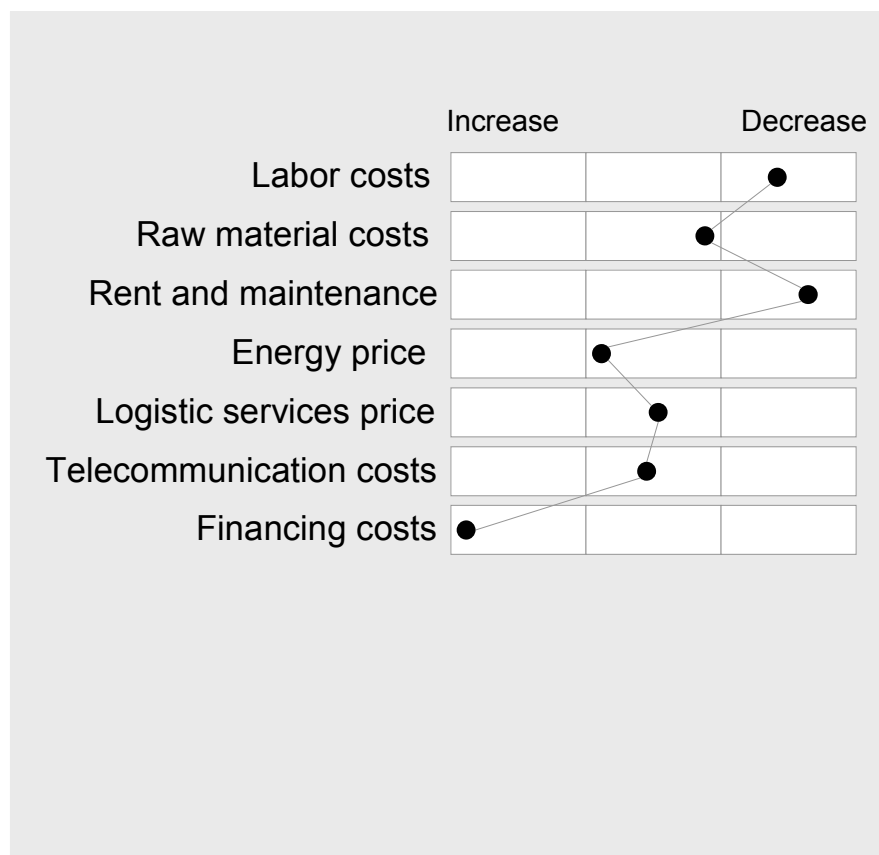 Increase Decrease
Labor costs
Raw material costs
Rent and maintenance
Energy price
Logistic services price
Telecommunication costs
Financing costs